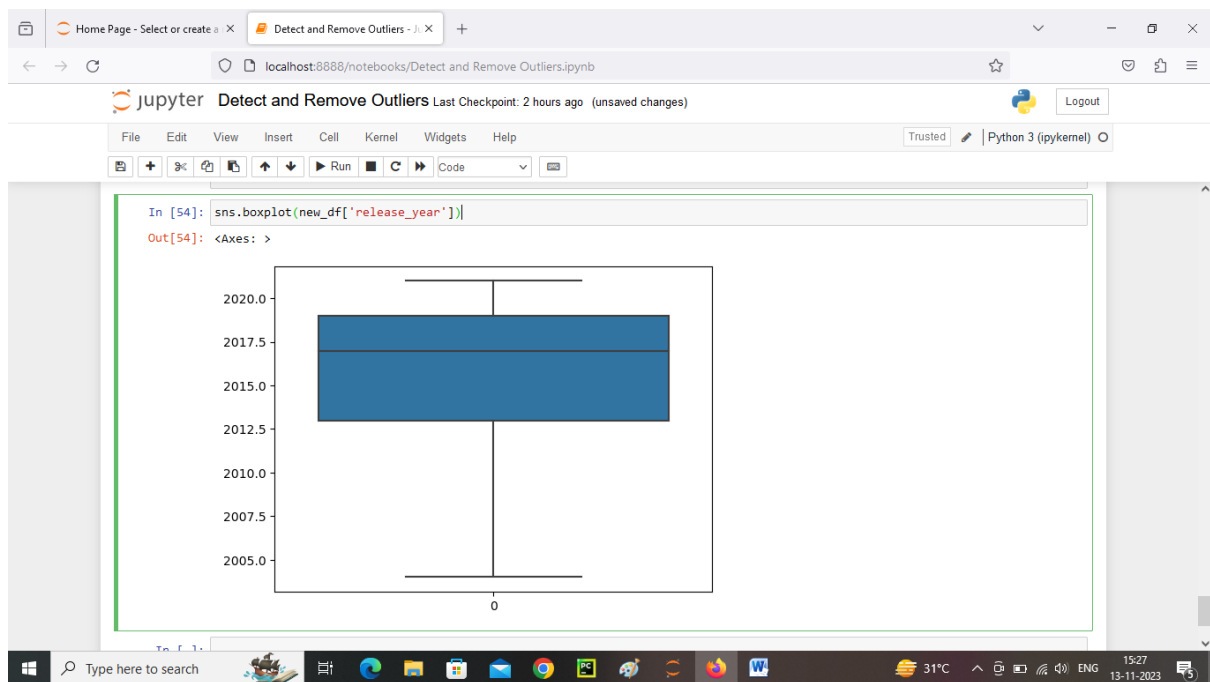 Home Page - Select or create a
Detect and Remove Outliers - Ju
localhost:8888/notebooks/Detect and Remove Outliers.ipynb
jupyter Detect and Remove Outliers Last Checkpoint: 2 hours ago (unsaved changes)
Logout
File Edit View Insert Cell Kernel Widgets Help
Trusted Python 3 (ipykernel)
Run Code
In [54]: sns.boxplot(new_df['release_year'])
Out[54]: <Axes: >
2020.0
2017.5
2015.0
2012.5
2010.0
2007.5
2005.0
0
In [ ]:
Type here to search
PC
W
31°C
ENG
15:27
13-11-2023
5